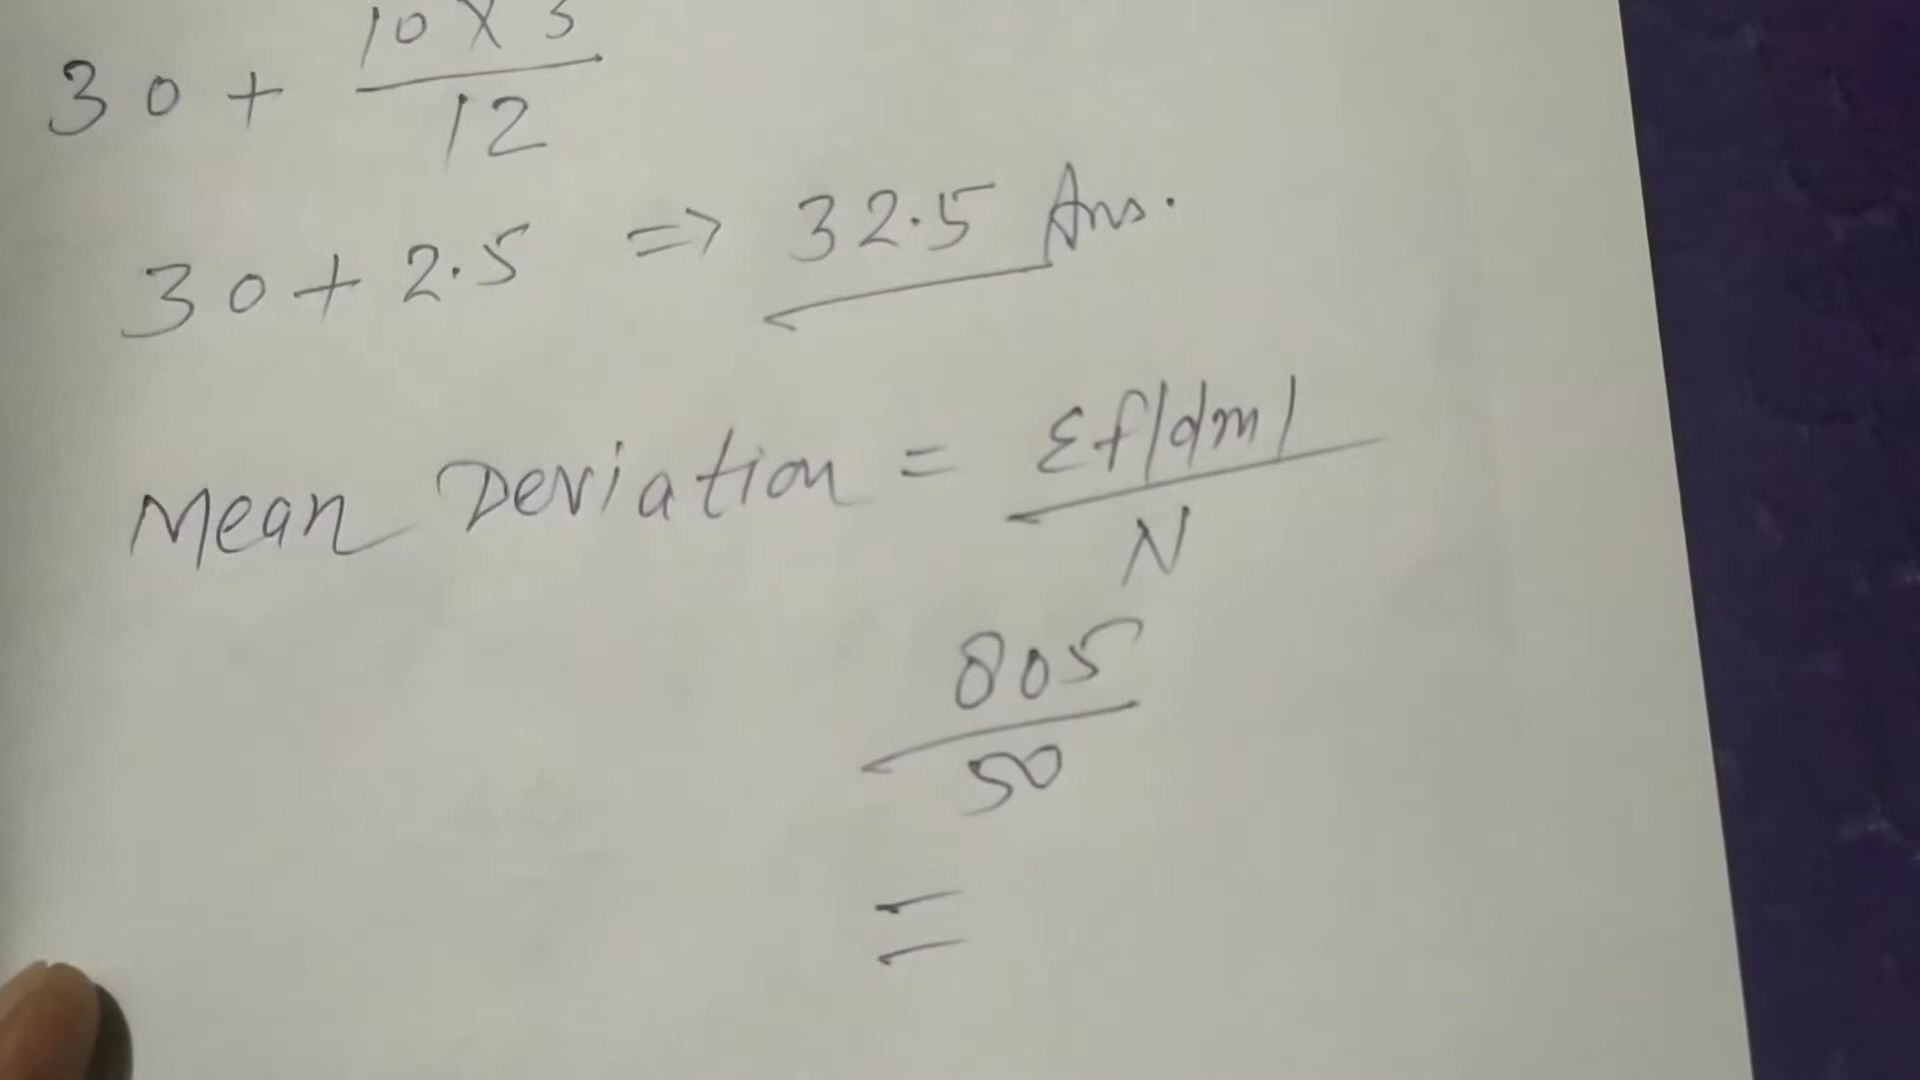 30 + 10 X 3
12
30 + 2.5 => 32.5 Ans.
Mean Deviation = Σf|dm|
N
805
50
=